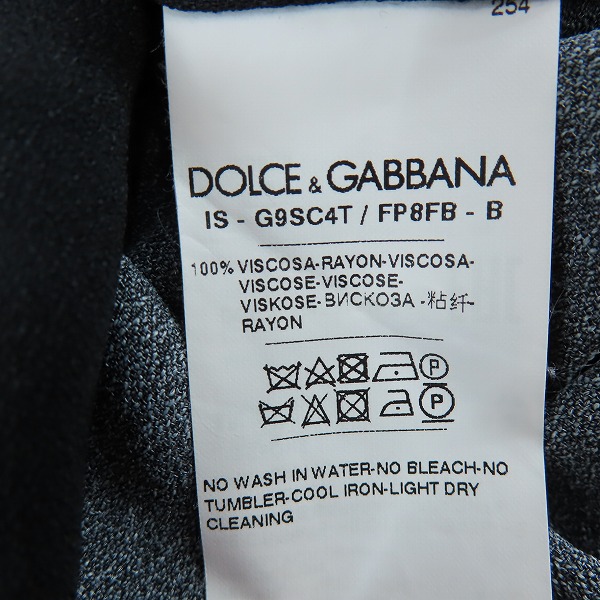 254
DOLCE & GABBANA
IS - G9SC4T / FP8FB - B
100% VISCOSA-RAYON-VISCOSA-
VISCOSE-VISCOSE-
VISKOSE-ВИСКОЗА -粘纤-
RAYON
P
P
NO WASH IN WATER-NO BLEACH-NO
TUMBLER-COOL IRON-LIGHT DRY
CLEANING